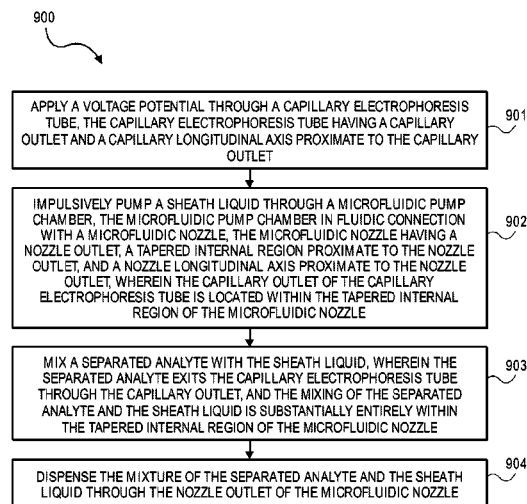 900
APPLY A VOLTAGE POTENTIAL THROUGH A CAPILLARY ELECTROPHORESIS
TUBE, THE CAPILLARY ELECTROPHORESIS TUBE HAVING A CAPILLARY
OUTLET AND A CAPILLARY LONGITUDINAL AXIS PROXIMATE TO THE CAPILLARY
OUTLET
901
IMPULSIVELY PUMP A SHEATH LIQUID THROUGH A MICROFLUIDIC PUMP
CHAMBER, THE MICROFLUIDIC PUMP CHAMBER IN FLUIDIC CONNECTION
WITH A MICROFLUIDIC NOZZLE, THE MICROFLUIDIC NOZZLE HAVING A
NOZZLE OUTLET, A TAPERED INTERNAL REGION PROXIMATE TO THE NOZZLE
OUTLET, AND A NOZZLE LONGITUDINAL AXIS PROXIMATE TO THE NOZZLE
OUTLET, WHEREIN THE CAPILLARY OUTLET OF THE CAPILLARY
ELECTROPHORESIS TUBE IS LOCATED WITHIN THE TAPERED INTERNAL
REGION OF THE MICROFLUIDIC NOZZLE
902
MIX A SEPARATED ANALYTE WITH THE SHEATH LIQUID, WHEREIN THE
SEPARATED ANALYTE EXITS THE CAPILLARY ELECTROPHORESIS TUBE
THROUGH THE CAPILLARY OUTLET, AND THE MIXING OF THE SEPARATED
ANALYTE AND THE SHEATH LIQUID IS SUBSTANTIALLY ENTIRELY WITHIN
THE TAPERED INTERNAL REGION OF THE MICROFLUIDIC NOZZLE
903
DISPENSE THE MIXTURE OF THE SEPARATED ANALYTE AND THE SHEATH
LIQUID THROUGH THE NOZZLE OUTLET OF THE MICROFLUIDIC NOZZLE
904